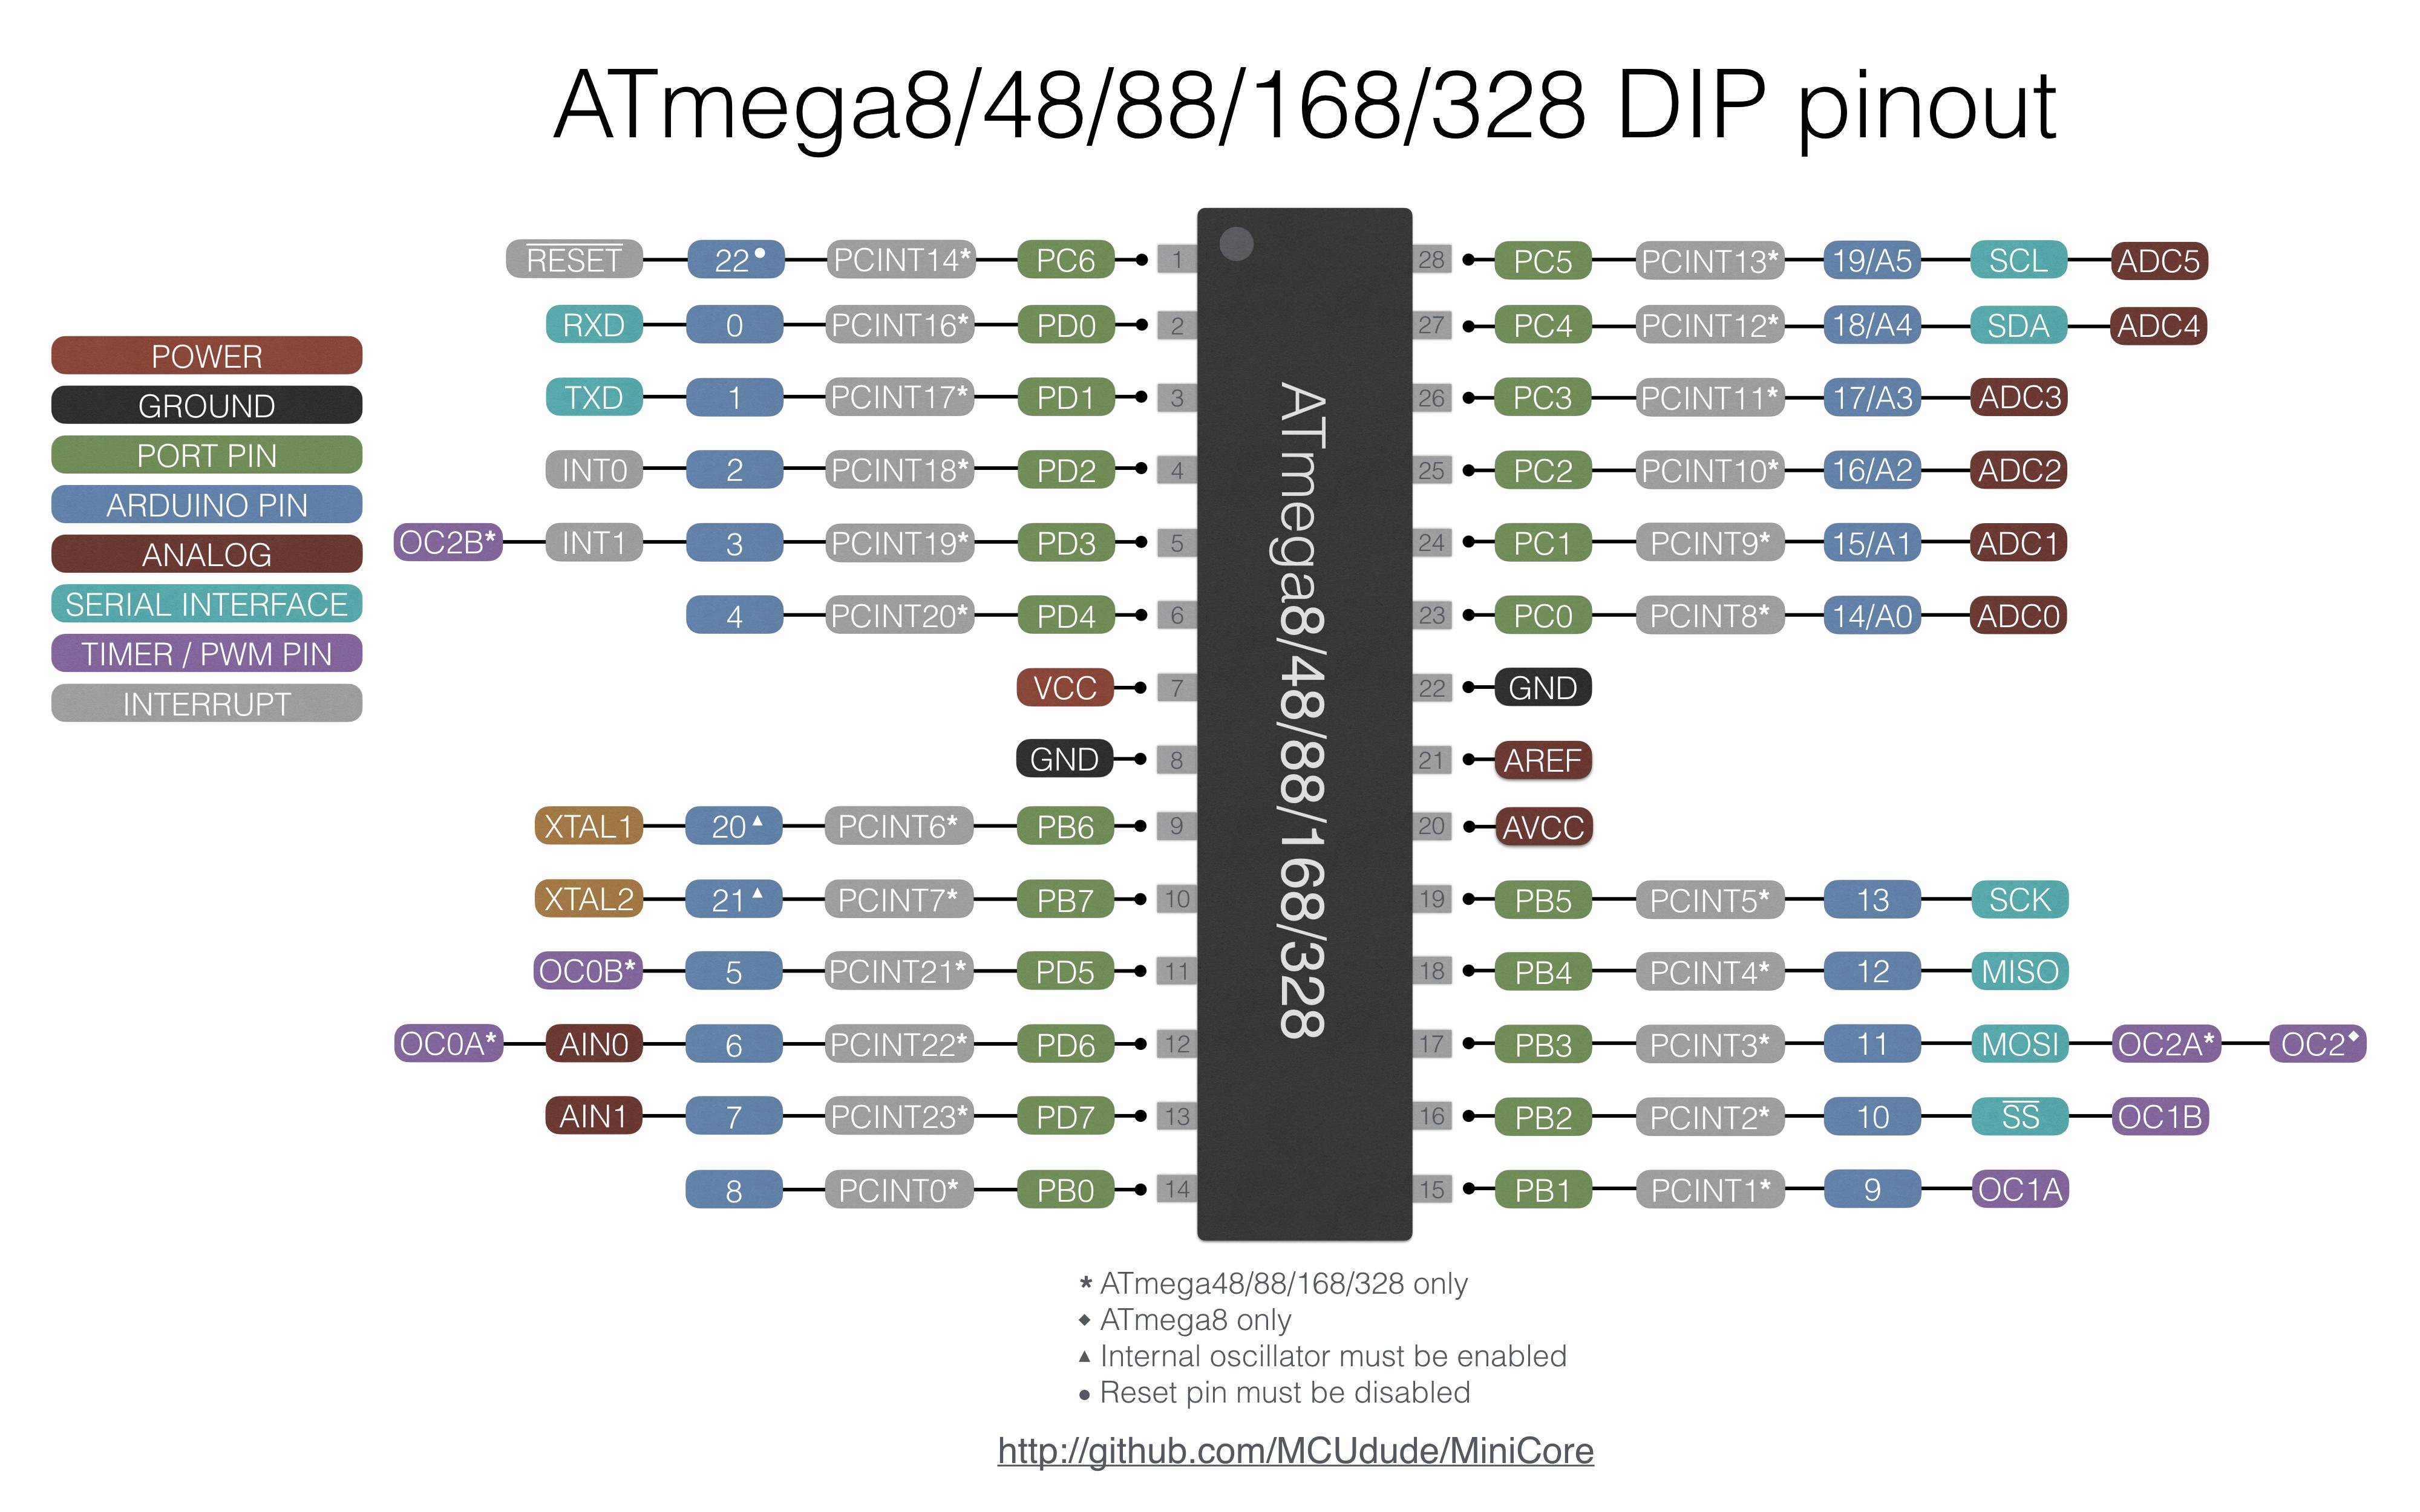 ATmega8/48/88/168/328 DIP pinout
POWER
GROUND
PORT PIN
ARDUINO PIN
ANALOG
SERIAL INTERFACE
TIMER / PWM PIN
INTERRUPT
RESET 22● PCINT14* PC6 1
RXD 0 PCINT16* PD0 2
TXD 1 PCINT17* PD1 3
INT0 2 PCINT18* PD2 4
OC2B* INT1 3 PCINT19* PD3 5
4 PCINT20* PD4 6
VCC 7
GND 8
XTAL1 20▲ PCINT6* PB6 9
XTAL2 21▲ PCINT7* PB7 10
OC0B* 5 PCINT21* PD5 11
OC0A* AIN0 6 PCINT22* PD6 12
AIN1 7 PCINT23* PD7 13
8 PCINT0* PB0 14
ATmega8/48/88/168/328
28 PC5 PCINT13* 19/A5 SCL ADC5
27 PC4 PCINT12* 18/A4 SDA ADC4
26 PC3 PCINT11* 17/A3 ADC3
25 PC2 PCINT10* 16/A2 ADC2
24 PC1 PCINT9* 15/A1 ADC1
23 PC0 PCINT8* 14/A0 ADC0
22 GND
21 AREF
20 AVCC
19 PB5 PCINT5* 13 SCK
18 PB4 PCINT4* 12 MISO
17 PB3 PCINT3* 11 MOSI OC2A* OC2◆
16 PB2 PCINT2* 10 SS OC1B
15 PB1 PCINT1* 9 OC1A
* ATmega48/88/168/328 only
◆ ATmega8 only
▲ Internal oscillator must be enabled
● Reset pin must be disabled
http://github.com/MCUdude/MiniCore